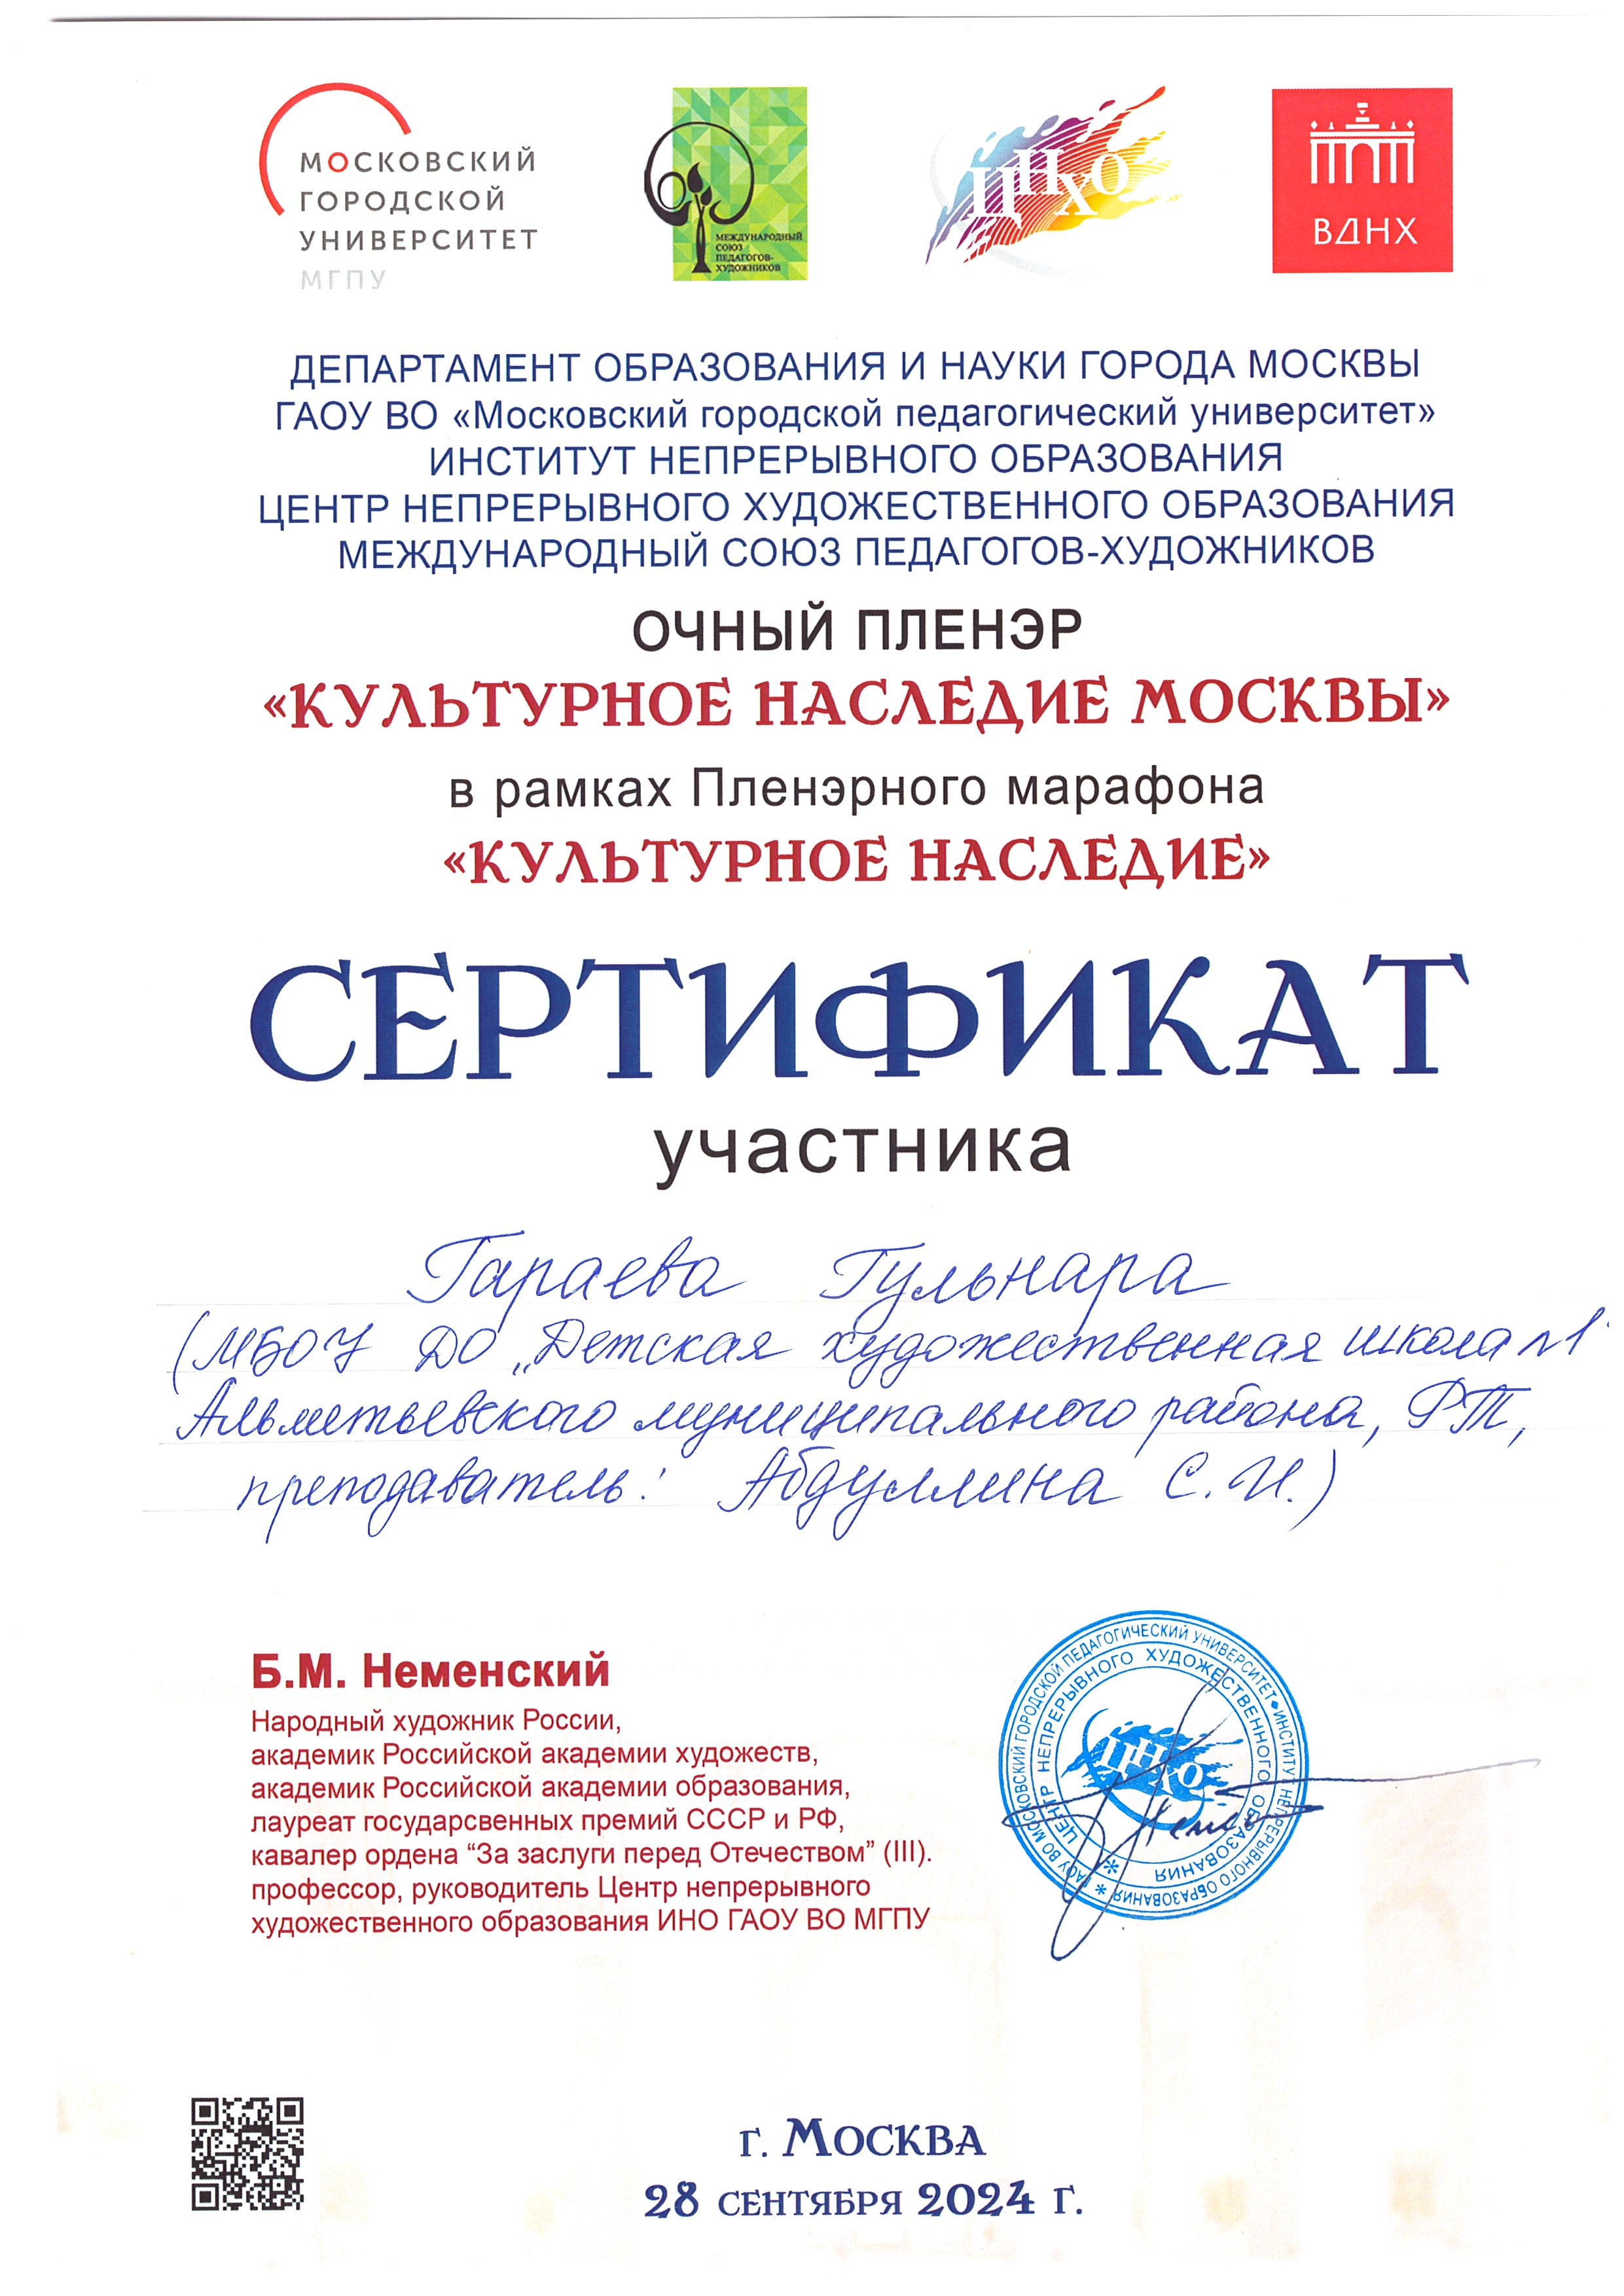 МОСКОВСКИЙ
ГОРОДСКОЙ
УНИВЕРСИТЕТ
МГПУ
МЕЖДУНАРОДНЫЙ
СОЮЗ
ПЕДАГОГОВ-
ХУДОЖНИКОВ
ЦНХО
ВДНХ
ДЕПАРТАМЕНТ ОБРАЗОВАНИЯ И НАУКИ ГОРОДА МОСКВЫ
ГАОУ ВО «Московский городской педагогический университет»
ИНСТИТУТ НЕПРЕРЫВНОГО ОБРАЗОВАНИЯ
ЦЕНТР НЕПРЕРЫВНОГО ХУДОЖЕСТВЕННОГО ОБРАЗОВАНИЯ
МЕЖДУНАРОДНЫЙ СОЮЗ ПЕДАГОГОВ-ХУДОЖНИКОВ
ОЧНЫЙ ПЛЕНЭР
«КУЛЬТУРНОЕ НАСЛЕДИЕ МОСКВЫ»
в рамках Пленэрного марафона
«КУЛЬТУРНОЕ НАСЛЕДИЕ»
СЕРТИФИКАТ
участника
Гараева Гульнара
(МБОУ ДО „Детская художественная школа №1"
Альметьевского муниципального района, РТ,
преподаватель: Абдуллина С.И.)
Б.М. Неменский
Народный художник России,
академик Российской академии художеств,
академик Российской академии образования,
лауреат государсвенных премий СССР и РФ,
кавалер ордена “За заслуги перед Отечеством” (III).
профессор, руководитель Центр непрерывного
художественного образования ИНО ГАОУ ВО МГПУ
ГАОУ ВО МОСКОВСКИЙ ГОРОДСКОЙ ПЕДАГОГИЧЕСКИЙ УНИВЕРСИТЕТ • ИНСТИТУТ НЕПРЕРЫВНОГО ОБРАЗОВАНИЯ *
ЦЕНТР НЕПРЕРЫВНОГО ХУДОЖЕСТВЕННОГО ОБРАЗОВАНИЯ *
ЦНХО
г. МОСКВА
28 СЕНТЯБРЯ 2024 Г.